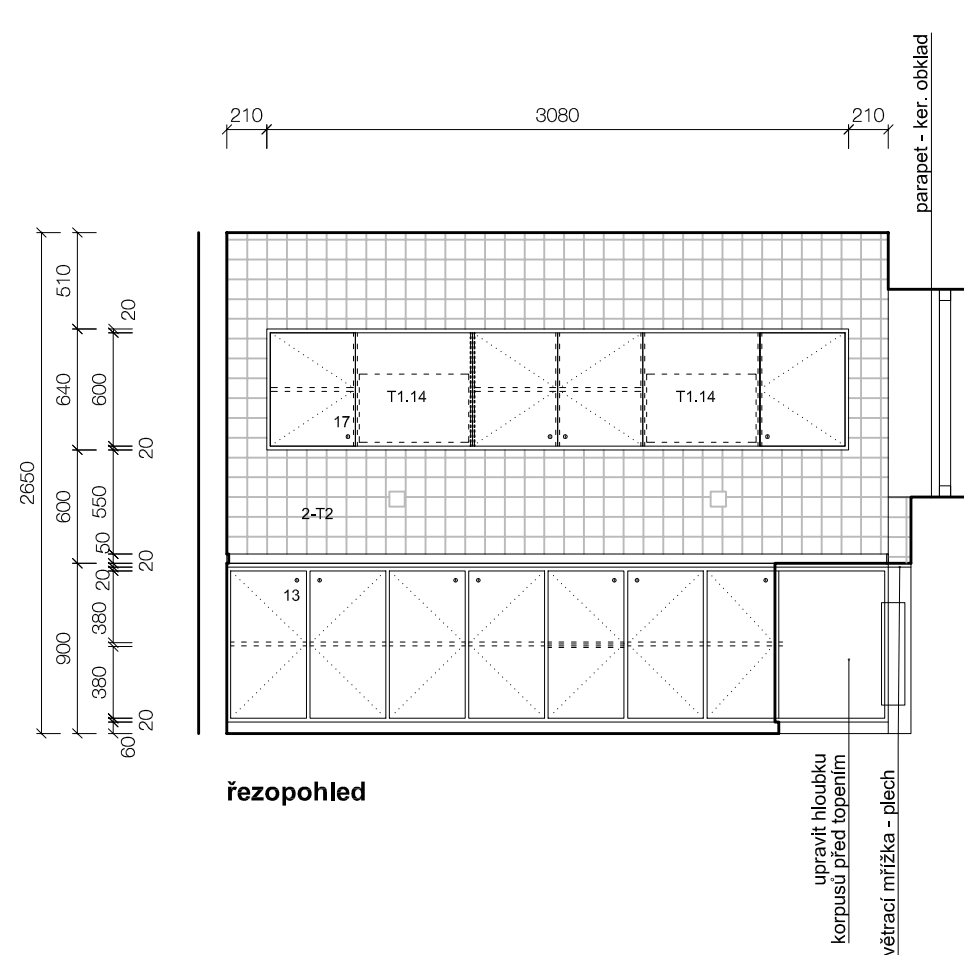 210
3080
210
parapet - ker. obklad
2650
510
640
600
900
20
600
20
550
50
20
20
380
380
20
60
T1.14
T1.14
17
2-T2
13
řezopohled
upravit hloubku
korpusů před topením
větrací mřížka - plech